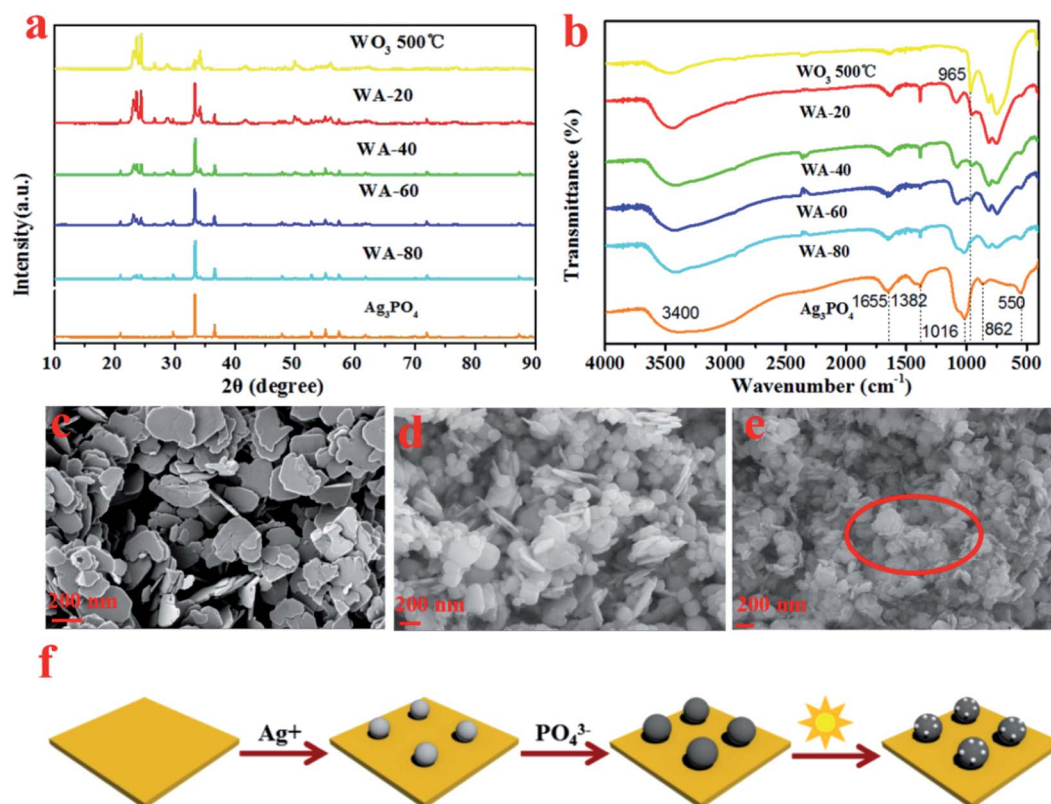 a
WO₃ 500℃
WA-20
WA-40
WA-60
WA-80
Ag₃PO₄
Intensity(a.u.)
10 20 30 40 50 60 70 80 90
2θ (degree)
b
965
WO₃ 500℃
WA-20
WA-40
WA-60
WA-80
3400
Ag₃PO₄
1655
1382
1016
862
550
Transmittance (%)
4000 3500 3000 2500 2000 1500 1000 500
Wavenumber (cm⁻¹)
c
200 nm
d
200 nm
e
200 nm
f
Ag+
PO₄³⁻